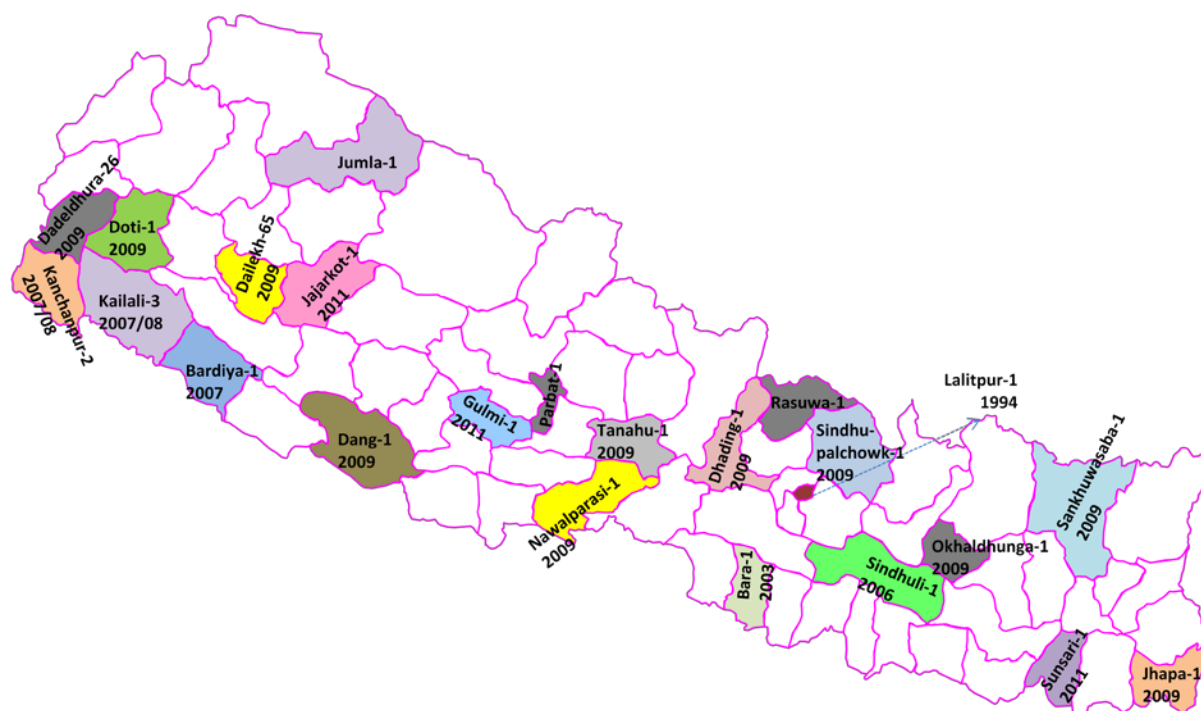 Jumla-1
Dadeldhura-26
2009
Doti-1
2009
Dailekh-65
2009
Jajarkot-1
2011
Kanchanpur-2
2007/08
Kailali-3
2007/08
Bardiya-1
2007
Dang-1
2009
Gulmi-1
2011
Parbat-1
Tanahu-1
2009
Nawalparasi-1
2009
Dhading-1
2009
Rasuwa-1
Sindhu-
palchowk-1
2009
Lalitpur-1
1994
Sankhuwasaba-1
2009
Okhaldhunga-1
2009
Sindhuli-1
2006
Bara-1
2003
Sunsari-1
2011
Jhapa-1
2009